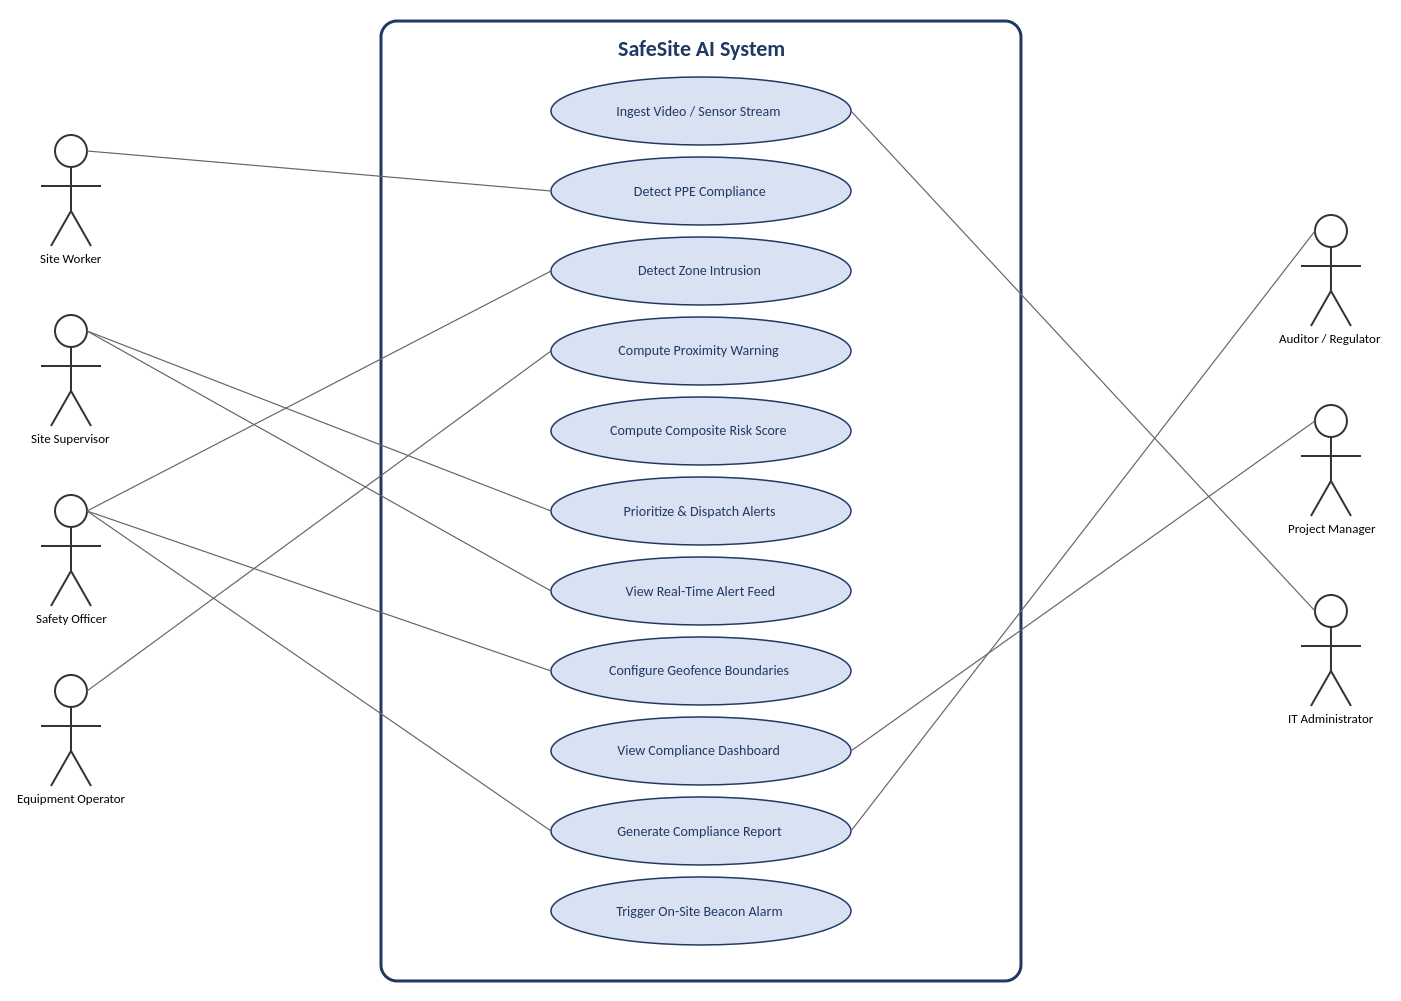 SafeSite AI System
Ingest Video / Sensor Stream
Detect PPE Compliance
Detect Zone Intrusion
Compute Proximity Warning
Compute Composite Risk Score
Prioritize & Dispatch Alerts
View Real-Time Alert Feed
Configure Geofence Boundaries
View Compliance Dashboard
Generate Compliance Report
Trigger On-Site Beacon Alarm
Site Worker
Site Supervisor
Safety Officer
Equipment Operator
Auditor / Regulator
Project Manager
IT Administrator